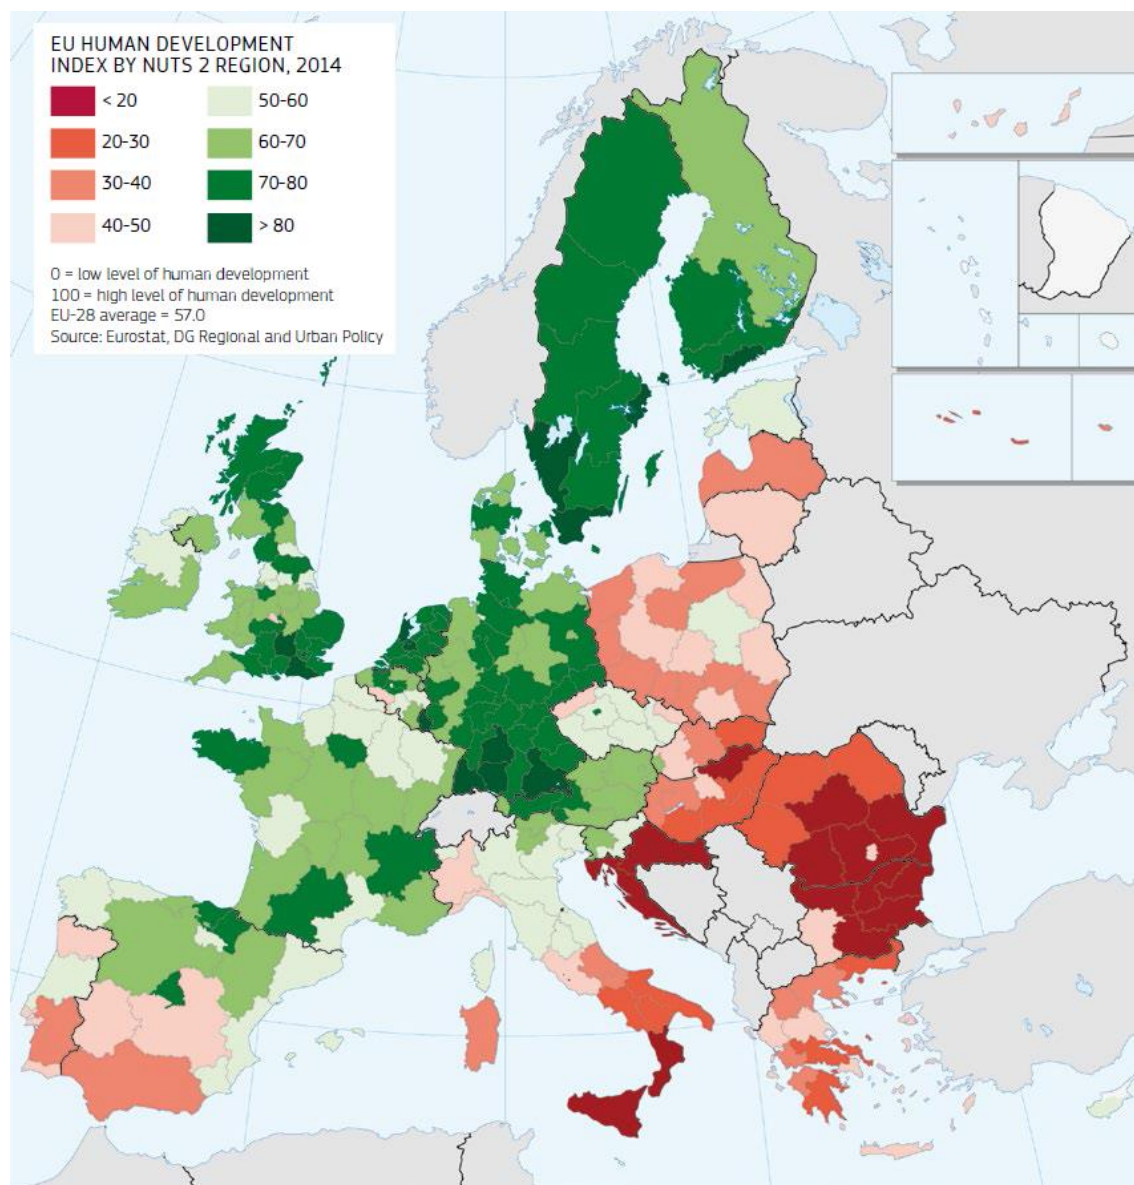 EU HUMAN DEVELOPMENT
INDEX BY NUTS 2 REGION, 2014
< 20
50-60
20-30
60-70
30-40
70-80
40-50
> 80
0 = low level of human development
100 = high level of human development
EU-28 average = 57.0
Source: Eurostat, DG Regional and Urban Policy